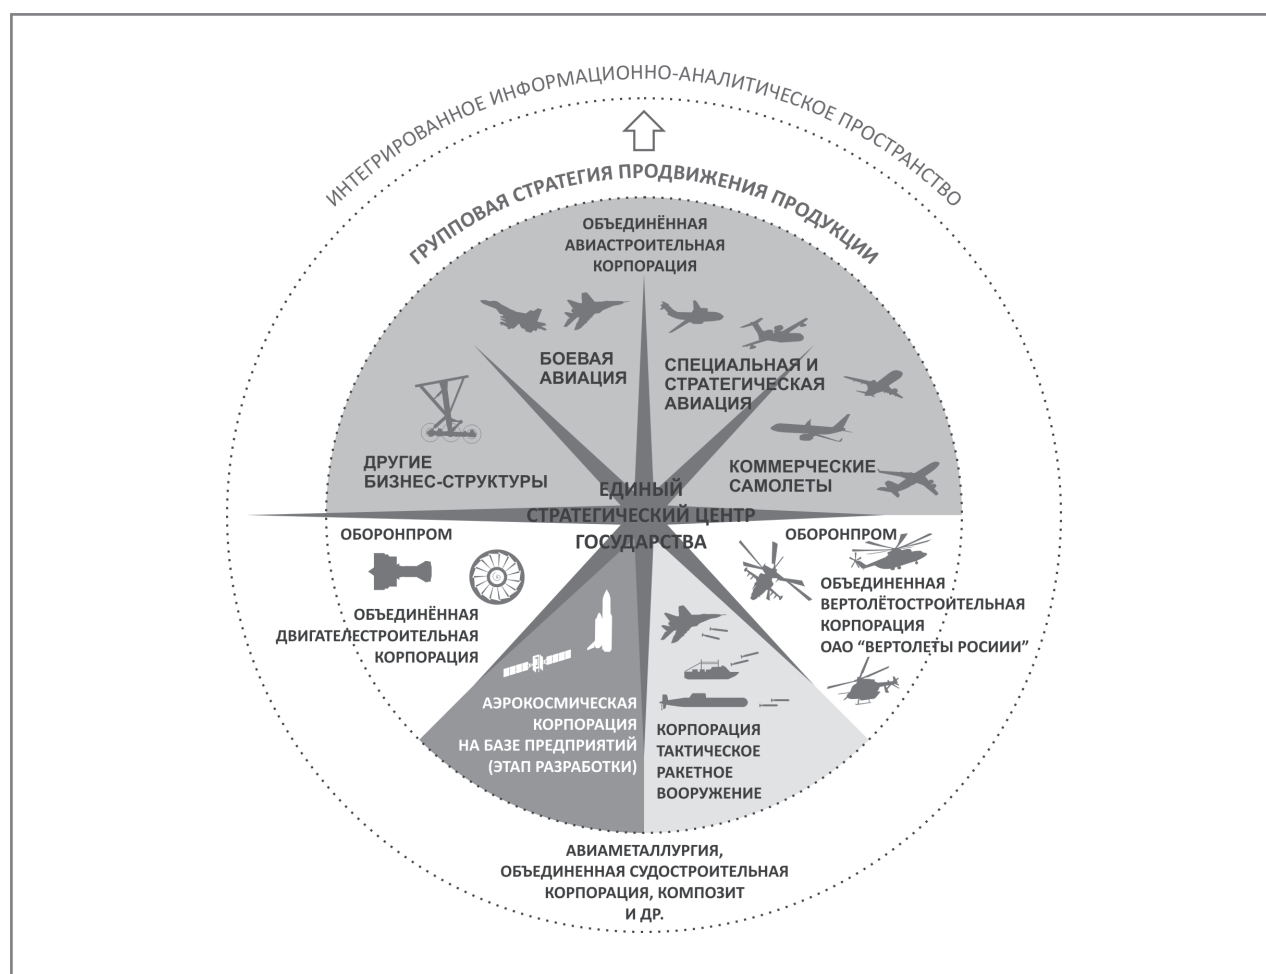 ИНТЕГРИРОВАННОЕ ИНФОРМАЦИОННО-АНАЛИТИЧЕСКОЕ ПРОСТРАНСТВО
ГРУППОВАЯ СТРАТЕГИЯ ПРОДВИЖЕНИЯ ПРОДУКЦИИ
ОБЪЕДИНЁННАЯ
АВИАСТРОИТЕЛЬНАЯ
КОРПОРАЦИЯ
БОЕВАЯ
АВИАЦИЯ
СПЕЦИАЛЬНАЯ И
СТРАТЕГИЧЕСКАЯ
АВИАЦИЯ
ДРУГИЕ
БИЗНЕС-СТРУКТУРЫ
КОММЕРЧЕСКИЕ
САМОЛЕТЫ
ЕДИНЫЙ
СТРАТЕГИЧЕСКИЙ ЦЕНТР
ГОСУДАРСТВА
ОБОРОНПРОМ
ОБЪЕДИНЁННАЯ
ДВИГАТЕЛЕСТРОИТЕЛЬНАЯ
КОРПОРАЦИЯ
ОБОРОНПРОМ
ОБЪЕДИНЕННАЯ
ВЕРТОЛЁТОСТРОИТЕЛЬНАЯ
КОРПОРАЦИЯ
ОАО “ВЕРТОЛЕТЫ РОСИИИ”
АЭРОКОСМИЧЕСКАЯ
КОРПОРАЦИЯ
НА БАЗЕ ПРЕДПРИЯТИЙ
(ЭТАП РАЗРАБОТКИ)
КОРПОРАЦИЯ
ТАКТИЧЕСКОЕ
РАКЕТНОЕ
ВООРУЖЕНИЕ
АВИАМЕТАЛЛУРГИЯ,
ОБЪЕДИНЕННАЯ СУДОСТРОИТЕЛЬНАЯ
КОРПОРАЦИЯ, КОМПОЗИТ
И ДР.